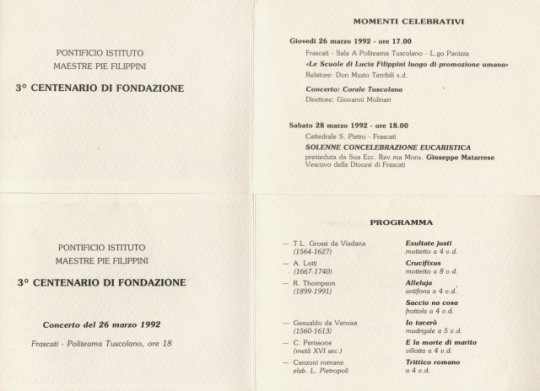 PONTIFICIO ISTITUTO
MAESTRE PIE FILIPPINI
3° CENTENARIO DI FONDAZIONE
MOMENTI CELEBRATIVI
Giovedì 26 marzo 1992 - ore 17.00
Frascati - Sala A Politeama Tuscolano - L.go Panizza
«Le Scuole di Lucia Filippini luogo di promozione umana»
Relatore: Don Muzio Terribili s.d.
Concerto: Corale Tuscolana
Direttore: Giovanni Molinari
Sabato 28 marzo 1992 - ore 18.00
Cattedrale S. Pietro - Frascati
SOLENNE CONCELEBRAZIONE EUCARISTICA
presieduta da Sua Ecc. Rev.ma Mons. Giuseppe Matarrese
Vescovo della Diocesi di Frascati
PONTIFICIO ISTITUTO
MAESTRE PIE FILIPPINI
3° CENTENARIO DI FONDAZIONE
Concerto del 26 marzo 1992
Frascati - Politeama Tuscolano, ore 18
PROGRAMMA
— T.L. Grossi da Viadana Exultate justi
(1564-1627) mottetto a 4 v.d.
— A. Lotti Crucifixus
(1667-1740) mottetto a 8 v.d.
— R. Thompson Alleluja
(1899-1991) antifona a 4 v.d.
Saccio na cosa
frottola a 4 v.d.
— Gesualdo da Venosa Io tacerò
(1560-1613) madrigale a 5 v.d.
— C. Perissone E la morte di marito
(metà XVI sec.) villotta a 4 v.d.
— Canzoni romane Trittico romano
elab. L. Pietropoli a 4 v.d.